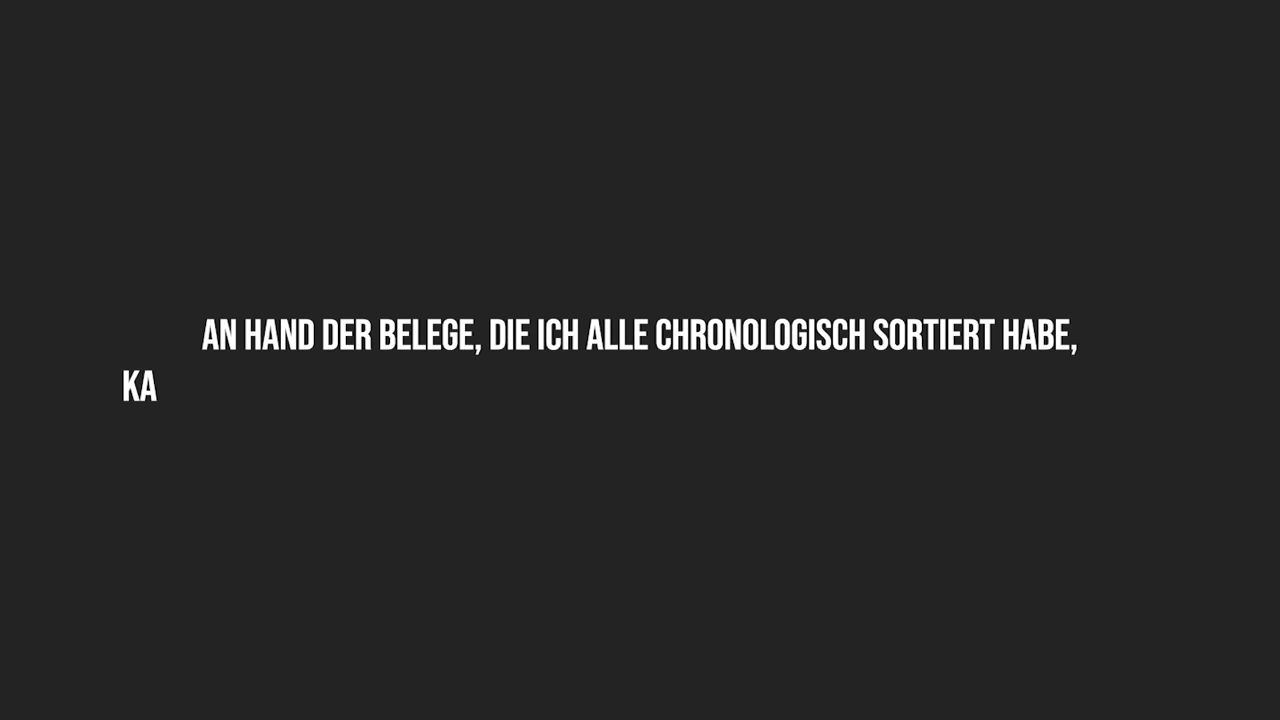 AN HAND DER BELEGE, DIE ICH ALLE CHRONOLOGISCH SORTIERT HABE,
KA